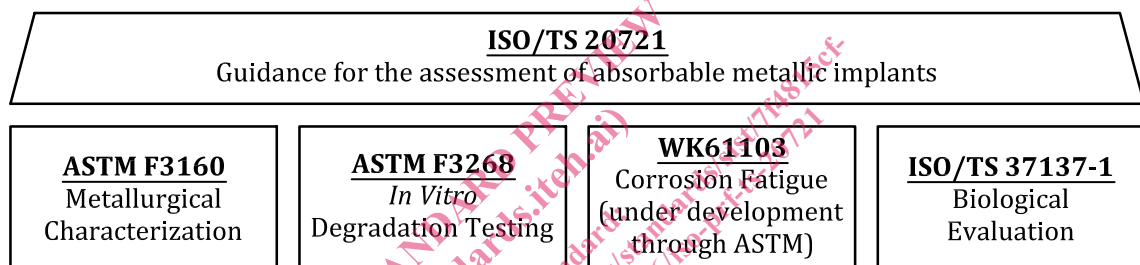 ISO/TS 20721
Guidance for the assessment of absorbable metallic implants
ASTM F3160
Metallurgical
Characterization
ASTM F3268
In Vitro
Degradation Testing
WK61103
Corrosion Fatigue
(under development
through ASTM)
ISO/TS 37137-1
Biological
Evaluation